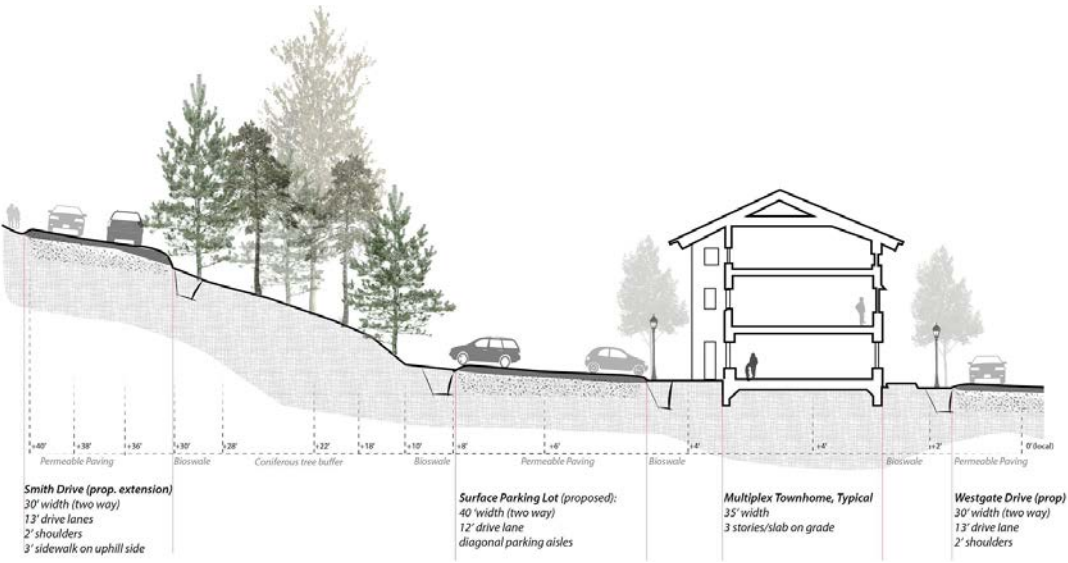 +40'
+38'
+36'
+30'
+28'
+22'
+18'
+10'
+8'
+6'
+4'
+4'
+2'
0' (local)
Permeable Paving
Bioswale
Coniferous tree buffer
Bioswale
Permeable Paving
Bioswale
Bioswale
Permeable Paving
Smith Drive (prop. extension)
30' width (two way)
13' drive lanes
2' shoulders
3' sidewalk on uphill side
Surface Parking Lot (proposed):
40 'width (two way)
12' drive lane
diagonal parking aisles
Multiplex Townhome, Typical
35' width
3 stories/slab on grade
Westgate Drive (prop)
30' width (two way)
13' drive lane
2' shoulders